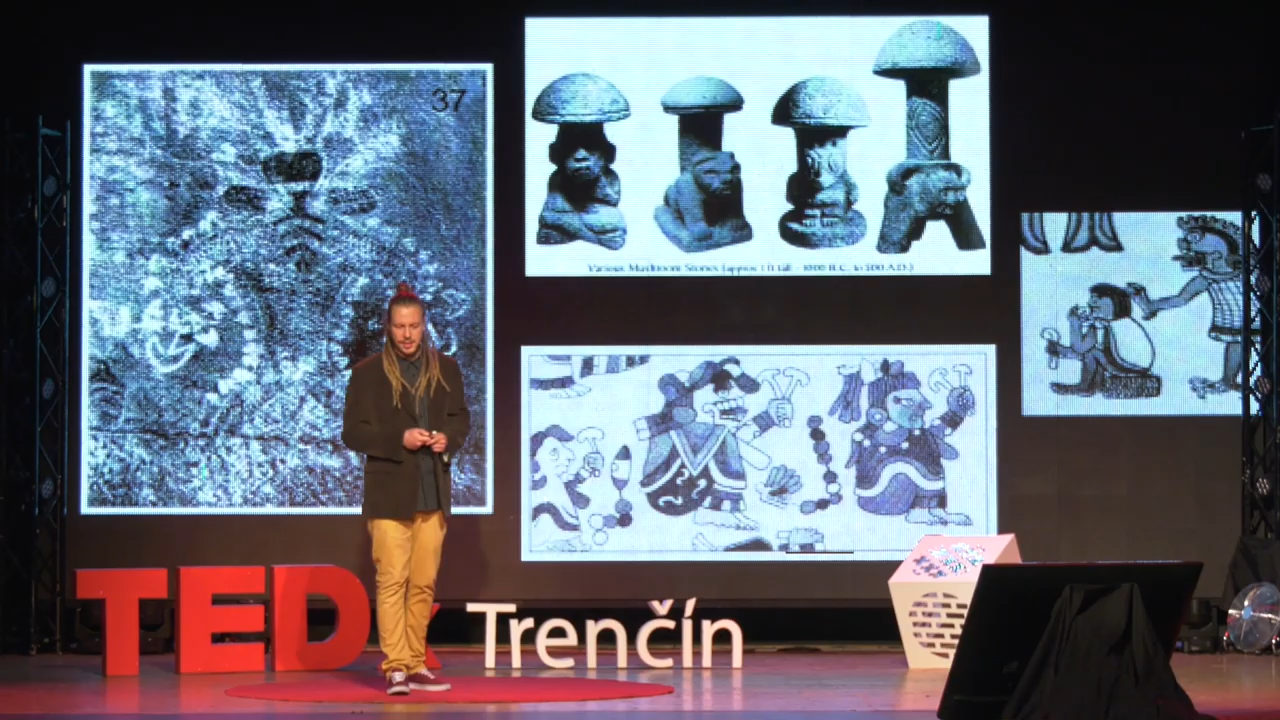 37
Various Mushroom Stones (approx 1 ft tall - 1000 B.C. to 500 A.D.)
TEDx
Trenčín